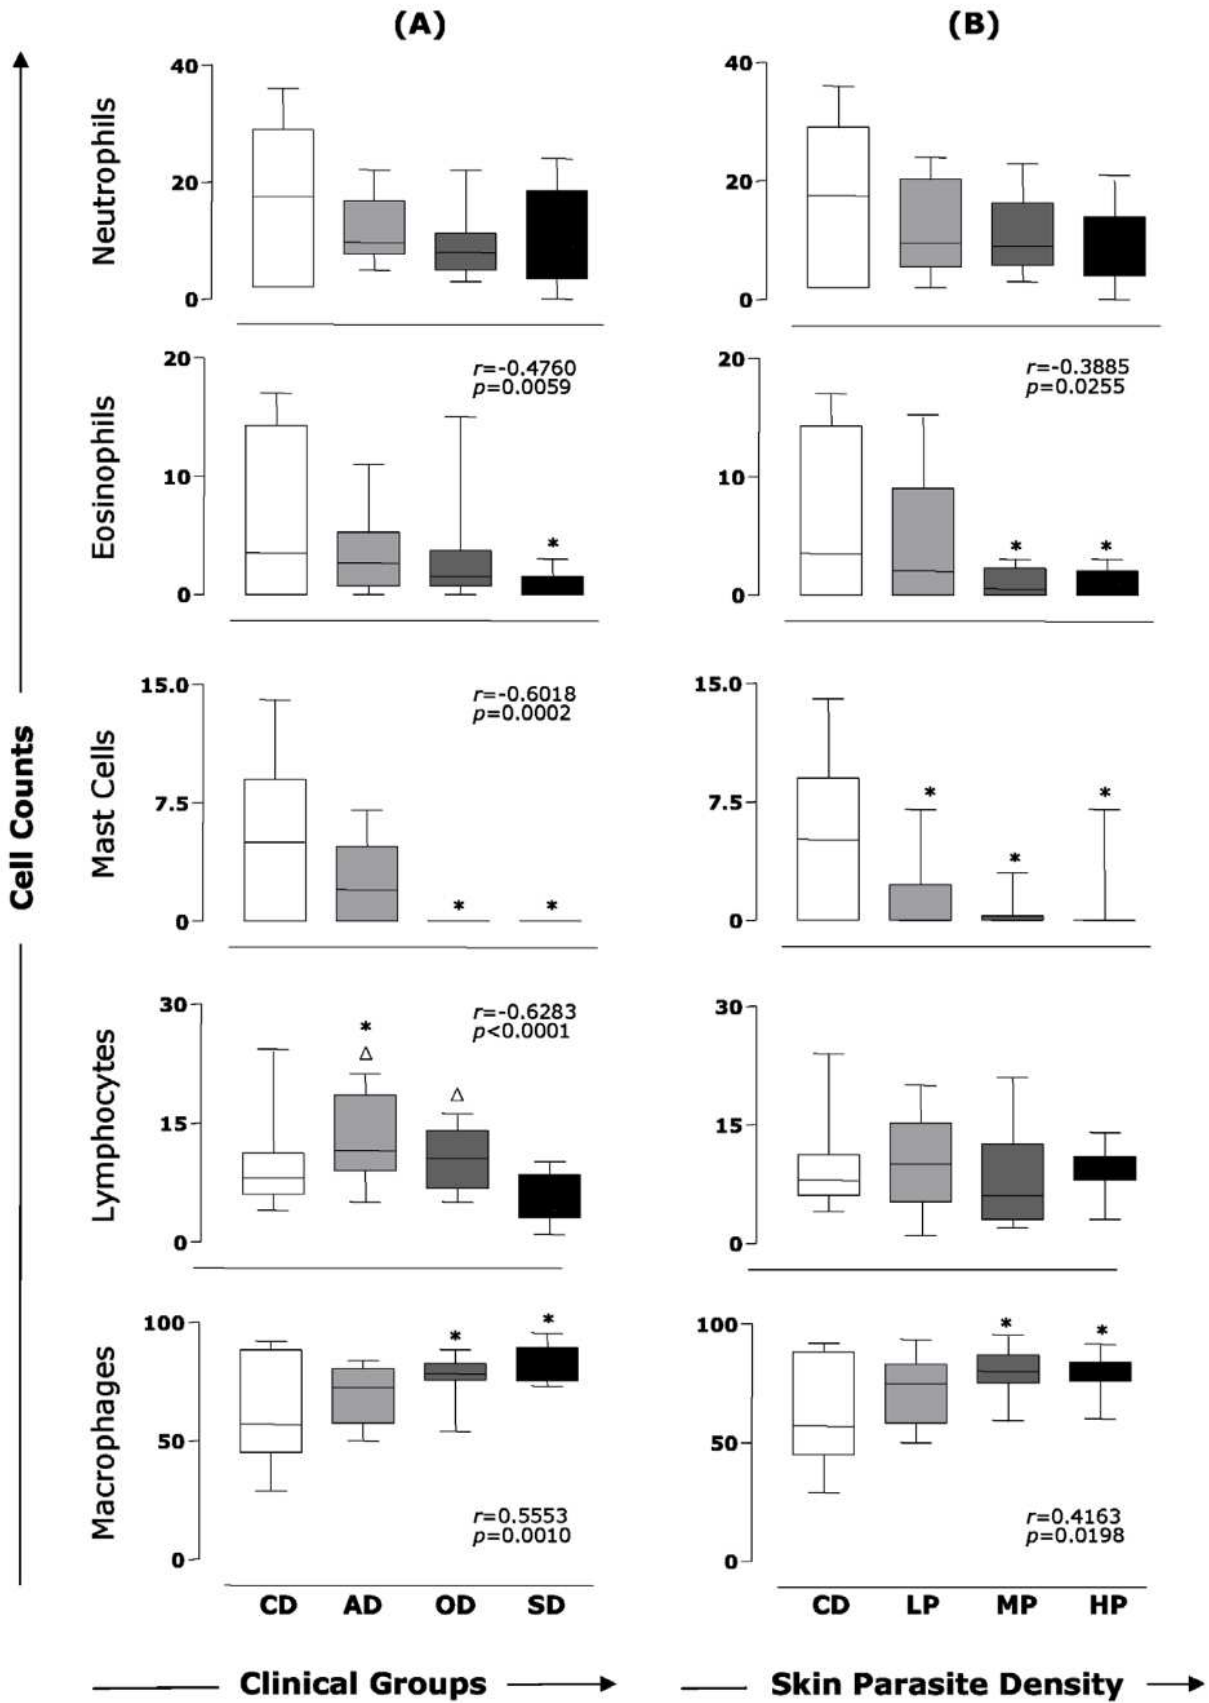 (A)
(B)
Cell Counts
Neutrophils
40
20
0
40
20
0
Eosinophils
20
10
0
r=-0.4760
p=0.0059
*
20
10
0
r=-0.3885
p=0.0255
*
*
Mast Cells
15.0
7.5
0
r=-0.6018
p=0.0002
*
*
15.0
7.5
0
*
*
*
Lymphocytes
30
15
0
r=-0.6283
p<0.0001
*
Δ
Δ
30
15
0
Macrophages
100
50
0
*
*
r=0.5553
p=0.0010
100
50
0
*
*
r=0.4163
p=0.0198
CD AD OD SD
CD LP MP HP
Clinical Groups
Skin Parasite Density